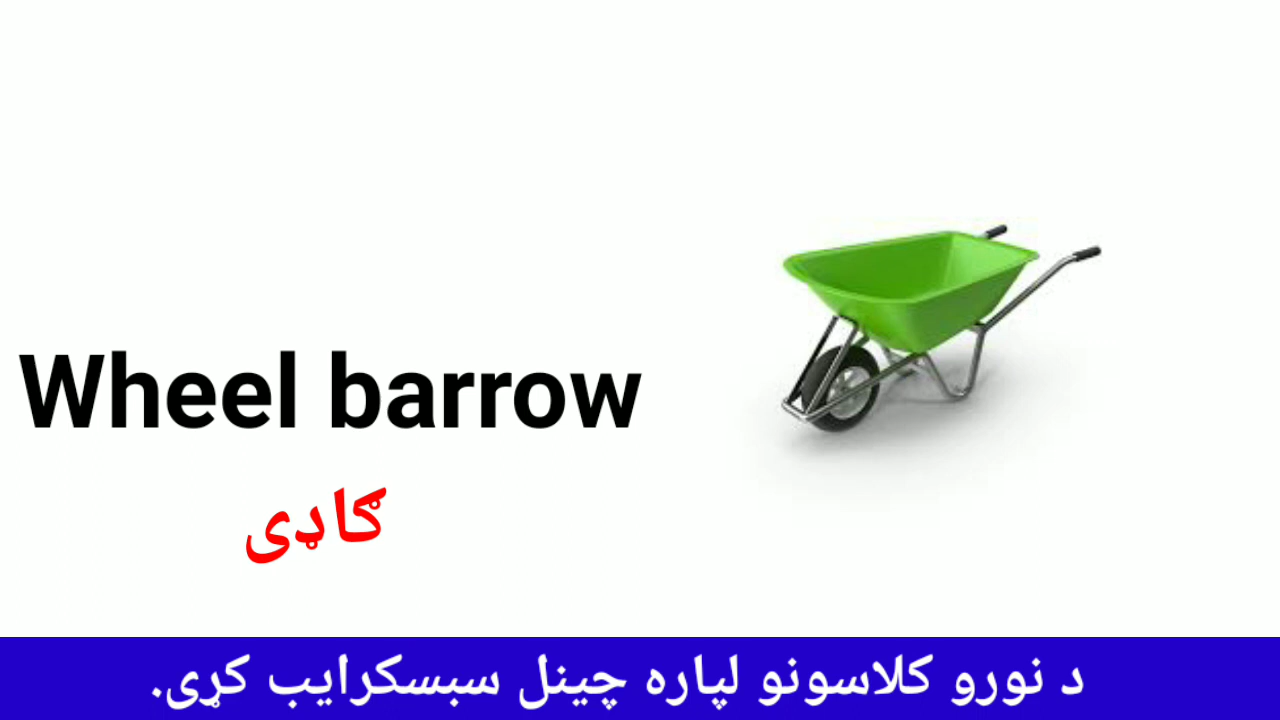 Wheel barrow
ګاډی
د نورو کلاسونو لپاره چینل سبسکرایب کړی.